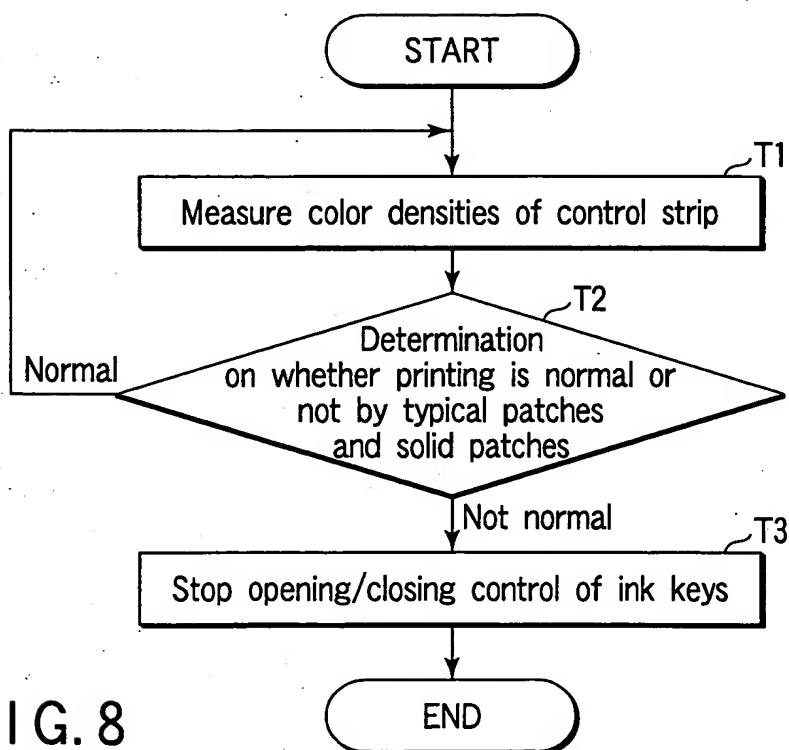 START
T1
Measure color densities of control strip
T2
Determination
on whether printing is normal or
not by typical patches
and solid patches
Normal
Not normal
T3
Stop opening/closing control of ink keys
END
IG. 8